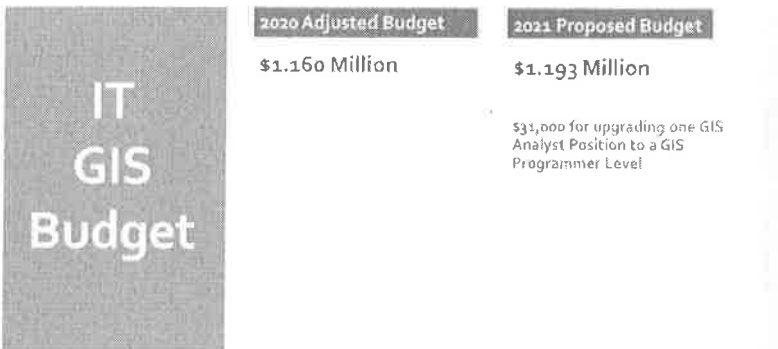 IT
GIS
Budget
2020 Adjusted Budget
$1.160 Million
2021 Proposed Budget
$1.193 Million
$31,000 for upgrading one GIS
Analyst Position to a GIS
Programmer Level